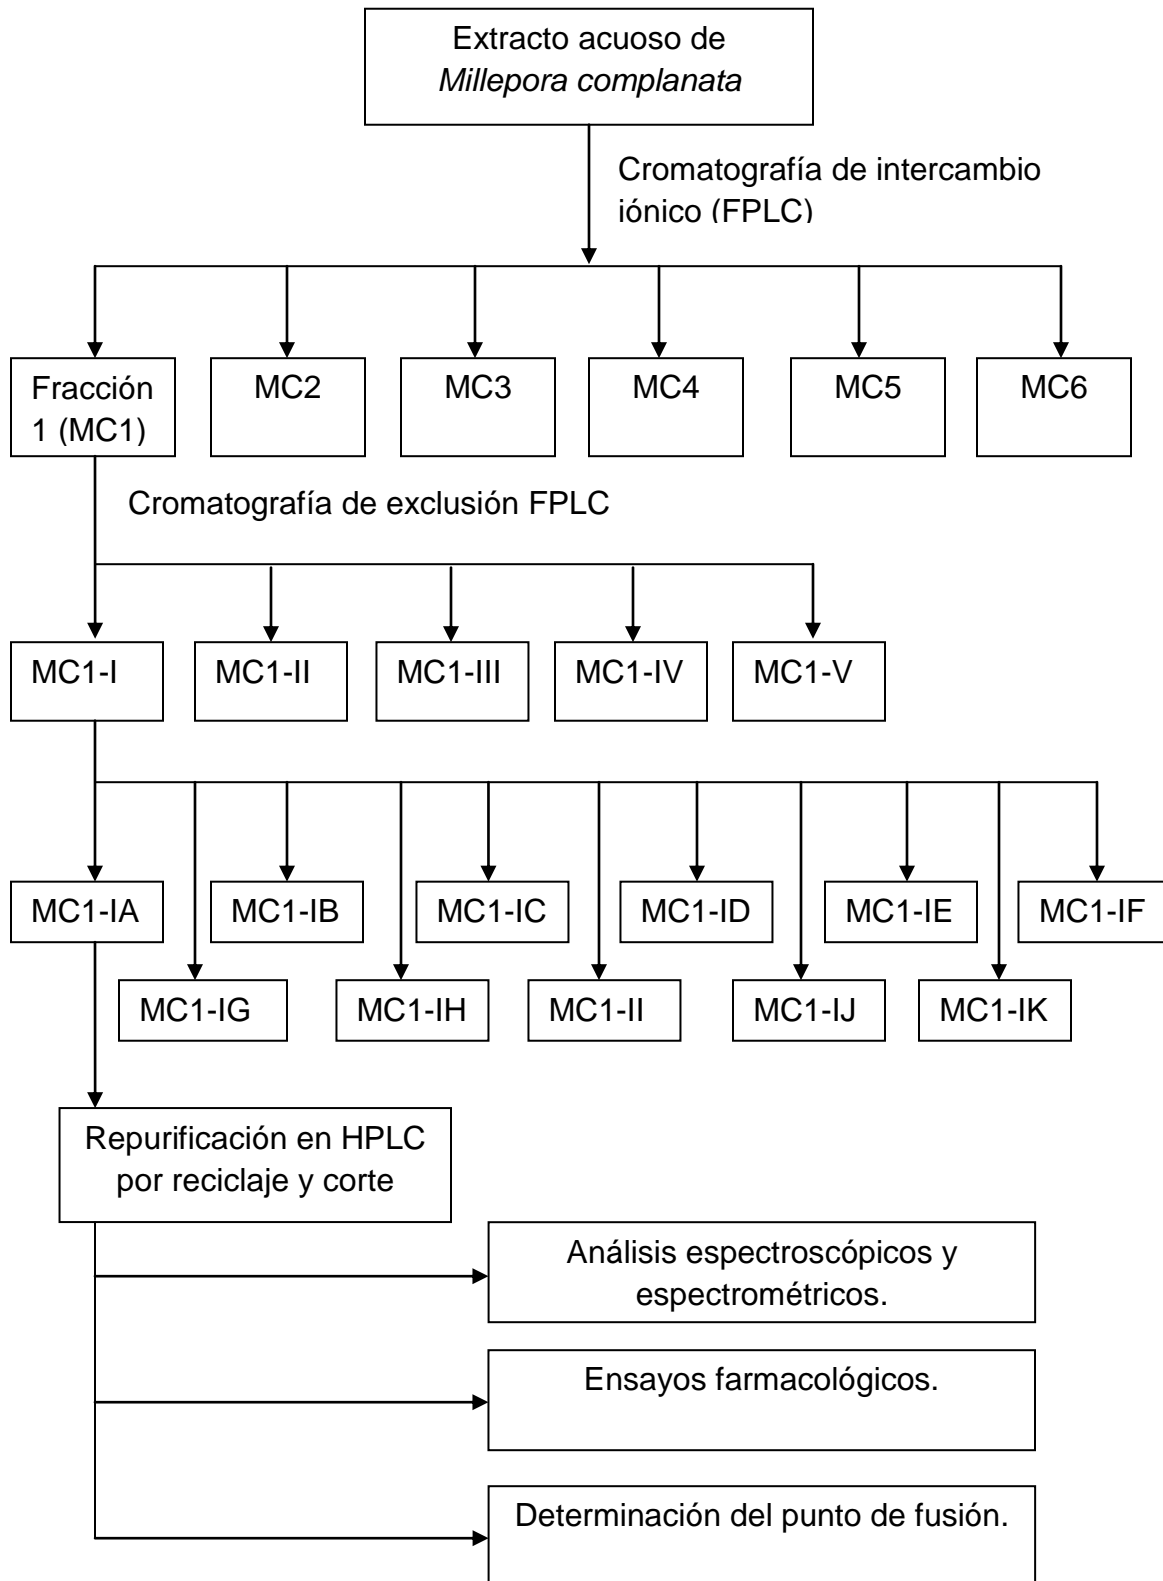 Extracto acuoso de
Millepora complanata
Cromatografía de intercambio
iónico (FPLC)
Fracción
1 (MC1)
MC2
MC3
MC4
MC5
MC6
Cromatografía de exclusión FPLC
MC1-I
MC1-II
MC1-III
MC1-IV
MC1-V
MC1-IA
MC1-IB
MC1-IC
MC1-ID
MC1-IE
MC1-IF
MC1-IG
MC1-IH
MC1-II
MC1-IJ
MC1-IK
Repurificación en HPLC
por reciclaje y corte
Análisis espectroscópicos y
espectrométricos.
Ensayos farmacológicos.
Determinación del punto de fusión.